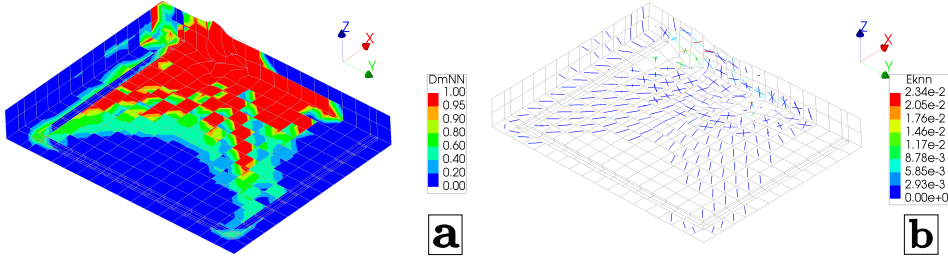 Z
X
Y
DmNN
1.00
0.95
0.90
0.80
0.60
0.40
0.20
0.00
a
Z
X
Y
Eknn
2.34e-2
2.05e-2
1.76e-2
1.46e-2
1.17e-2
8.78e-3
5.85e-3
2.93e-3
0.00e+0
b